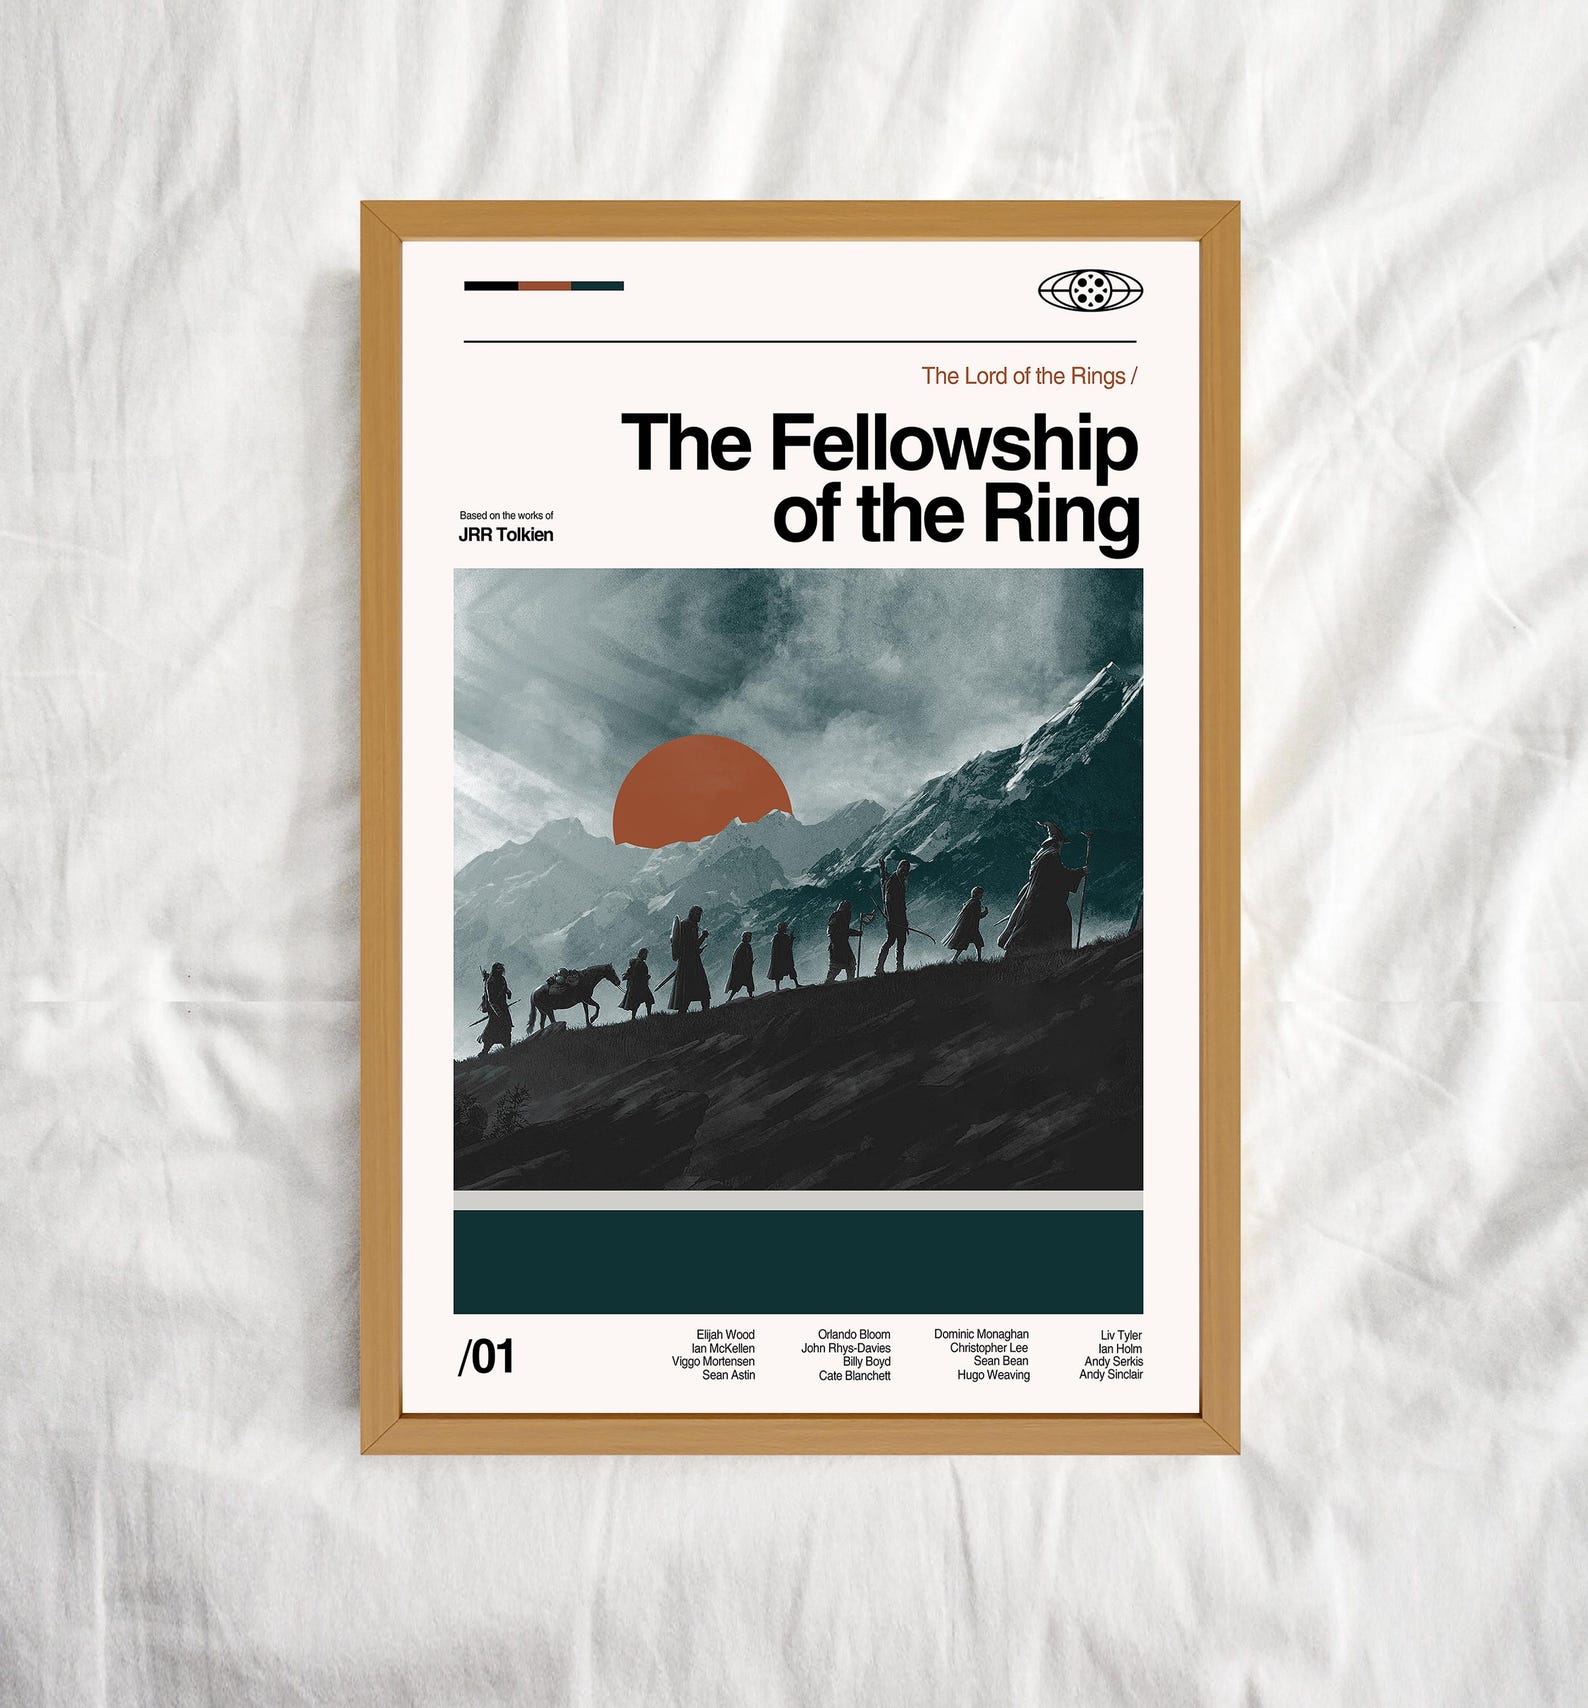 The Lord of the Rings /
The Fellowship
of the Ring
Based on the works of
JRR Tolkien
/01
Elijah Wood
Ian McKellen
Viggo Mortensen
Sean Astin
Orlando Bloom
John Rhys-Davies
Billy Boyd
Cate Blanchett
Dominic Monaghan
Christopher Lee
Sean Bean
Hugo Weaving
Liv Tyler
Ian Holm
Andy Serkis
Andy Sinclair